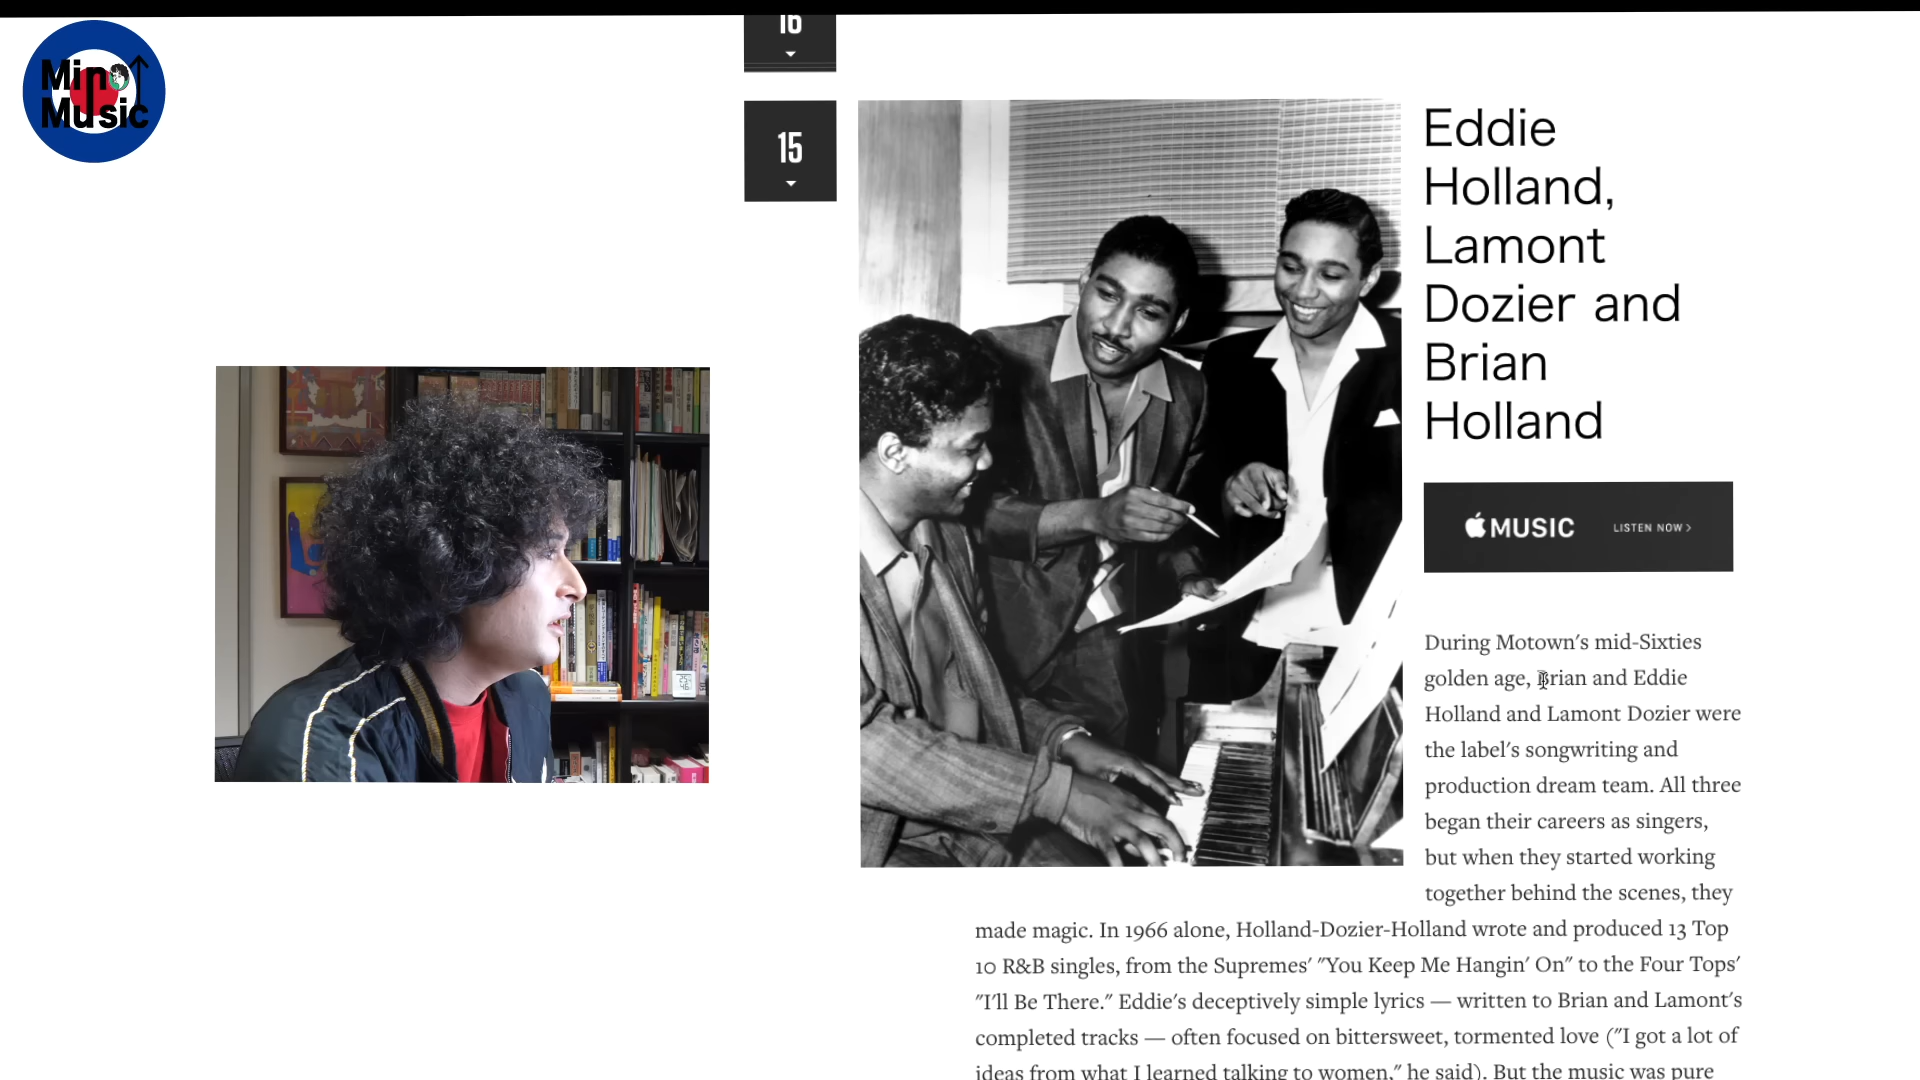 Mino
Music
16
15
Eddie
Holland,
Lamont
Dozier and
Brian
Holland
MUSIC LISTEN NOW >
During Motown's mid-Sixties
golden age, Brian and Eddie
Holland and Lamont Dozier were
the label's songwriting and
production dream team. All three
began their careers as singers,
but when they started working
together behind the scenes, they
made magic. In 1966 alone, Holland-Dozier-Holland wrote and produced 13 Top
10 R&B singles, from the Supremes' "You Keep Me Hangin' On" to the Four Tops'
"I'll Be There." Eddie's deceptively simple lyrics — written to Brian and Lamont's
completed tracks — often focused on bittersweet, tormented love ("I got a lot of
ideas from what I learned talking to women," he said). But the music was pure